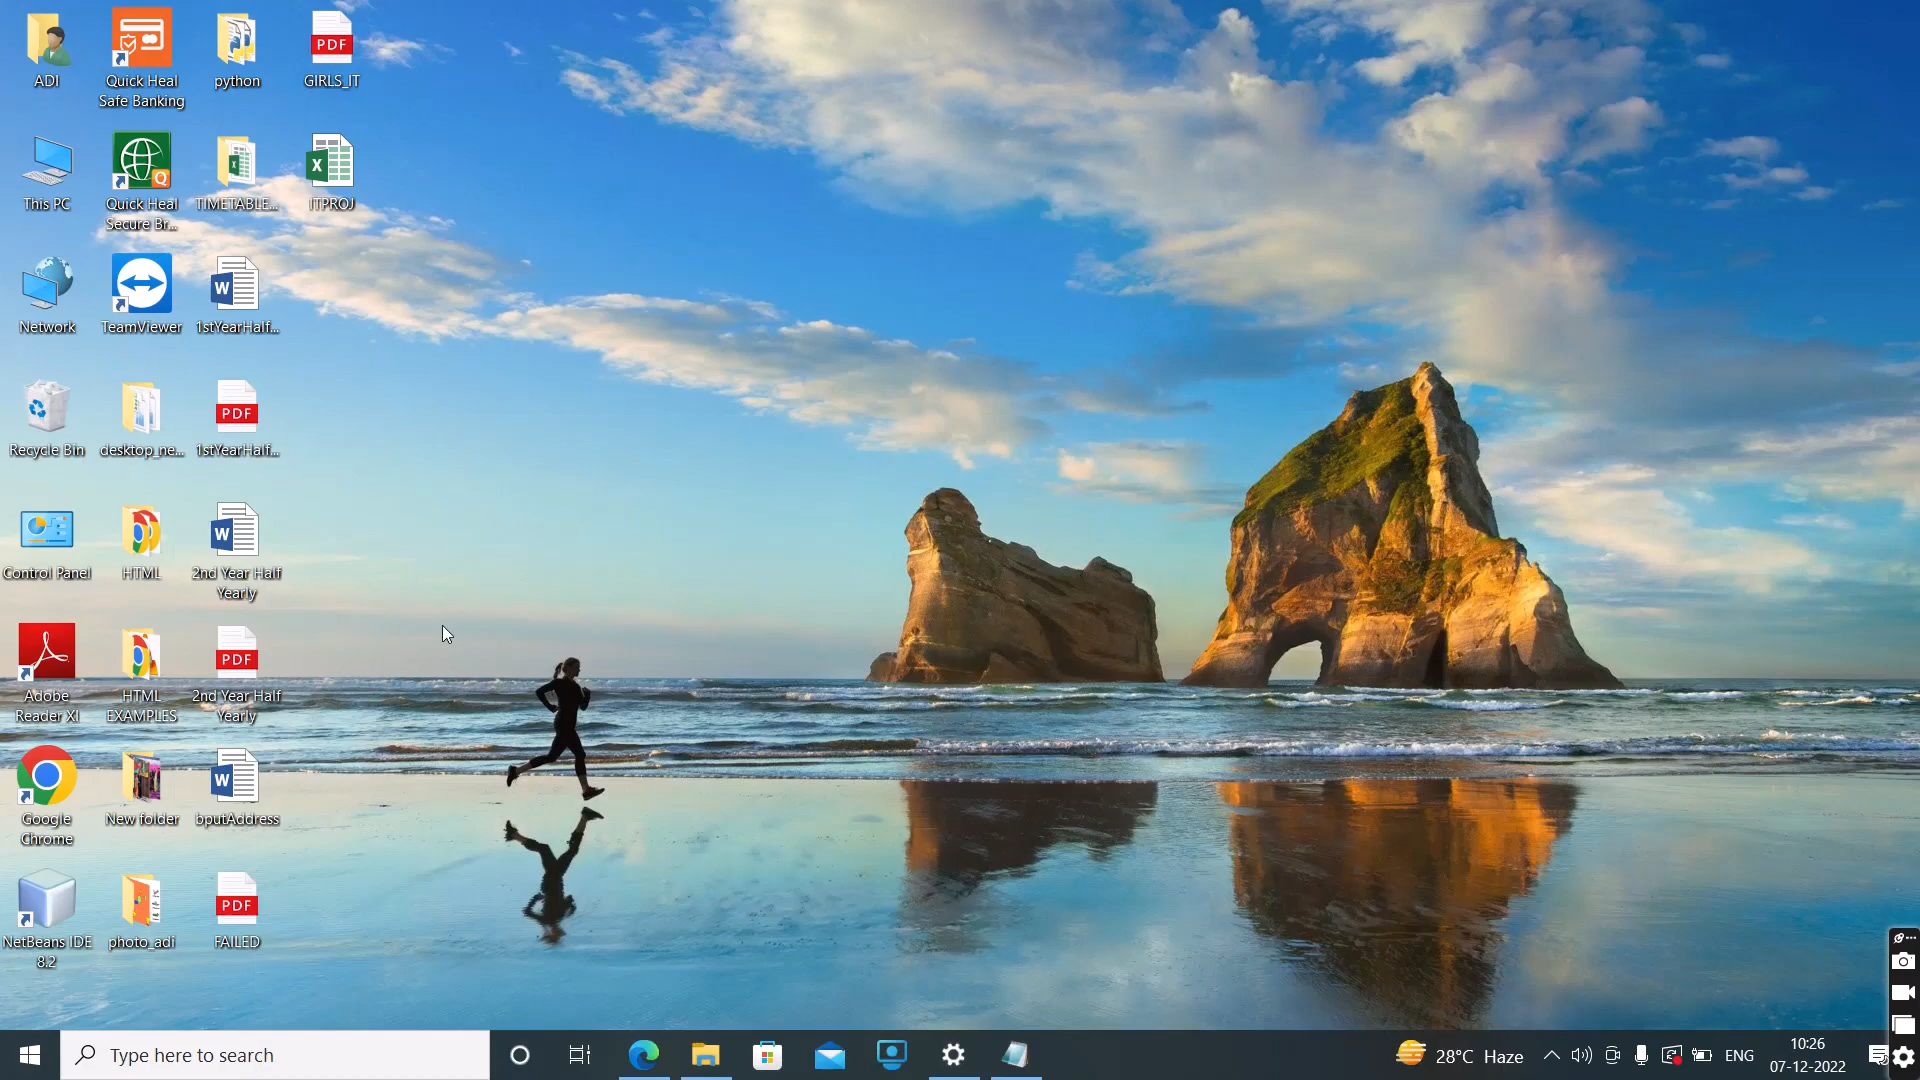 ADI
Quick Heal
Safe Banking
python
PDF
GIRLS_IT
This PC
Quick Heal
Secure Br...
TIMETABLE...
ITPROJ
Network
TeamViewer
1stYearHalf...
Recycle Bin
desktop_ne...
PDF
1stYearHalf...
Control Panel
HTML
2nd Year Half
Yearly
Adobe
Reader XI
HTML
EXAMPLES
PDF
2nd Year Half
Yearly
Google
Chrome
New folder
bputAddress
NetBeans IDE
8.2
photo_adi
PDF
FAILED
Type here to search
28°C Haze
ENG
10:26
07-12-2022